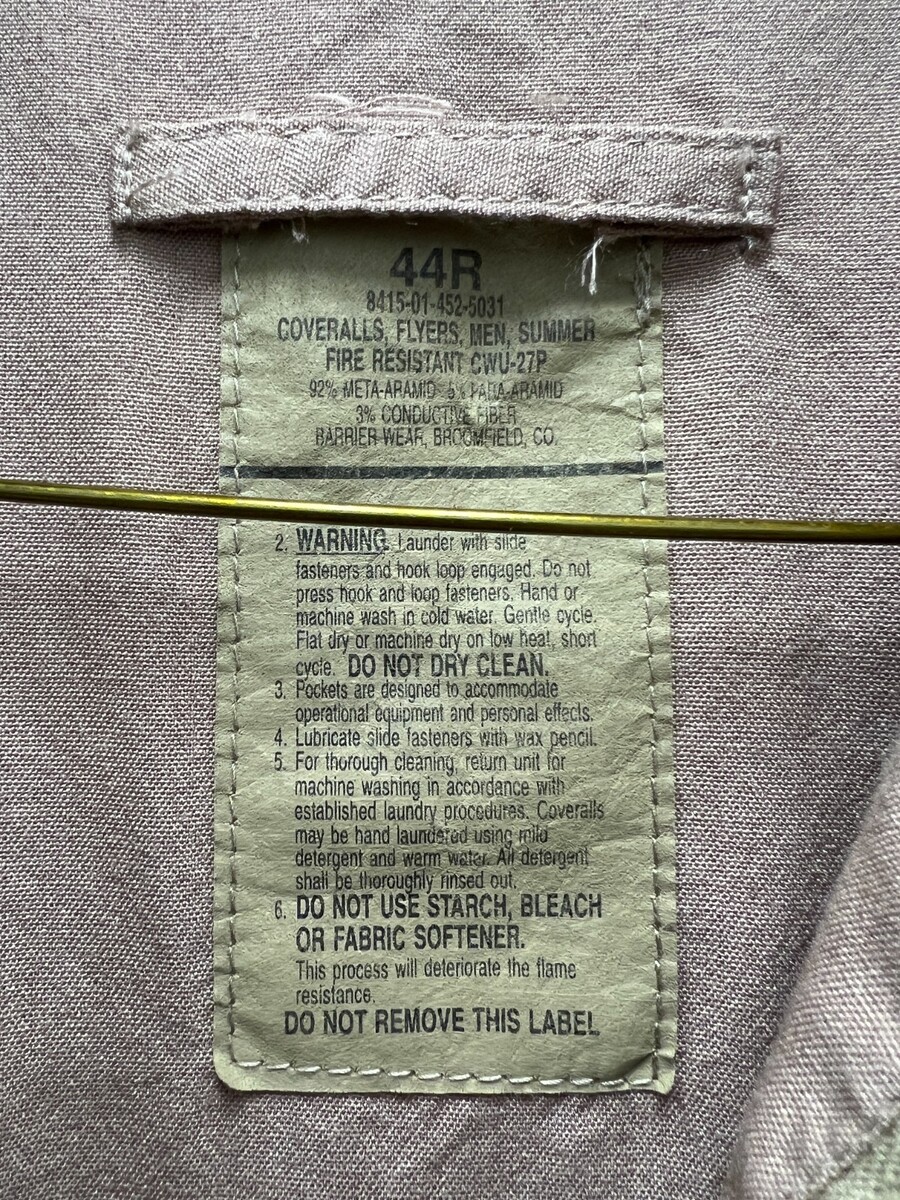 44R
8415-01-452-5031
COVERALLS, FLYERS, MEN, SUMMER
FIRE RESISTANT CWU-27P
92% META-ARAMID 5% PARA-ARAMID
3% CONDUCTIVE FIBER
BARRIER WEAR, BROOMFIELD, CO.
2. WARNING. Launder with slide
fasteners and hook loop engaged. Do not
press hook and loop fasteners. Hand or
machine wash in cold water. Gentle cycle.
Flat dry or machine dry on low heat, short
cycle. DO NOT DRY CLEAN.
3. Pockets are designed to accommodate
operational equipment and personal effects.
4. Lubricate slide fasteners with wax pencil.
5. For thorough cleaning, return unit for
machine washing in accordance with
established laundry procedures. Coveralls
may be hand laundered using mild
detergent and warm water. All detergent
shall be thoroughly rinsed out.
6. DO NOT USE STARCH, BLEACH
OR FABRIC SOFTENER.
This process will deteriorate the flame
resistance.
DO NOT REMOVE THIS LABEL